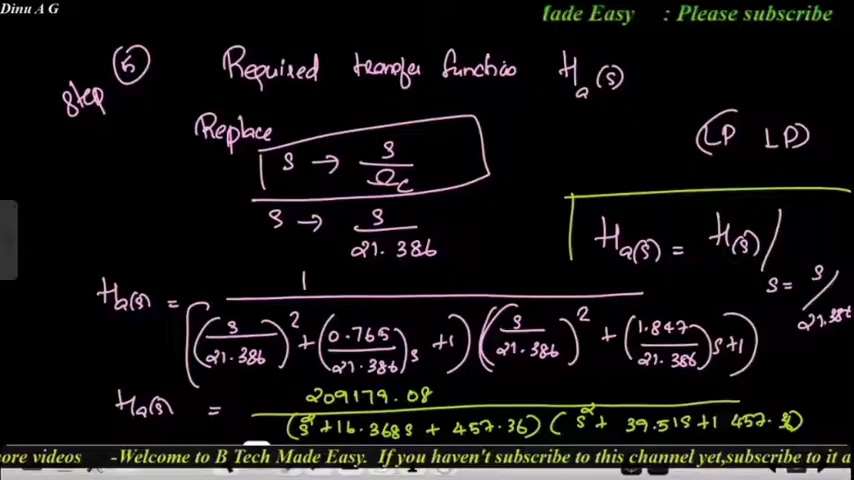 Dinu A G
Made Easy : Please subscribe
Step 5 Required transfer function Ha(s)
Replace
(LP LP)
s → s/Ωc
s → s/21.386
Ha(s) = H(s)/ s = s/21.386
Ha(s) = 1 / ((s/21.386)² + (0.765/21.386)s + 1) ((s/21.386)² + (1.847/21.386)s + 1)
Ha(s) = 209179.08 / (s² + 16.368s + 457.36) (s² + 39.51s + 457.36)
ore videos -Welcome to B Tech Made Easy. If you haven't subscribe to this channel yet,subscribe to it a